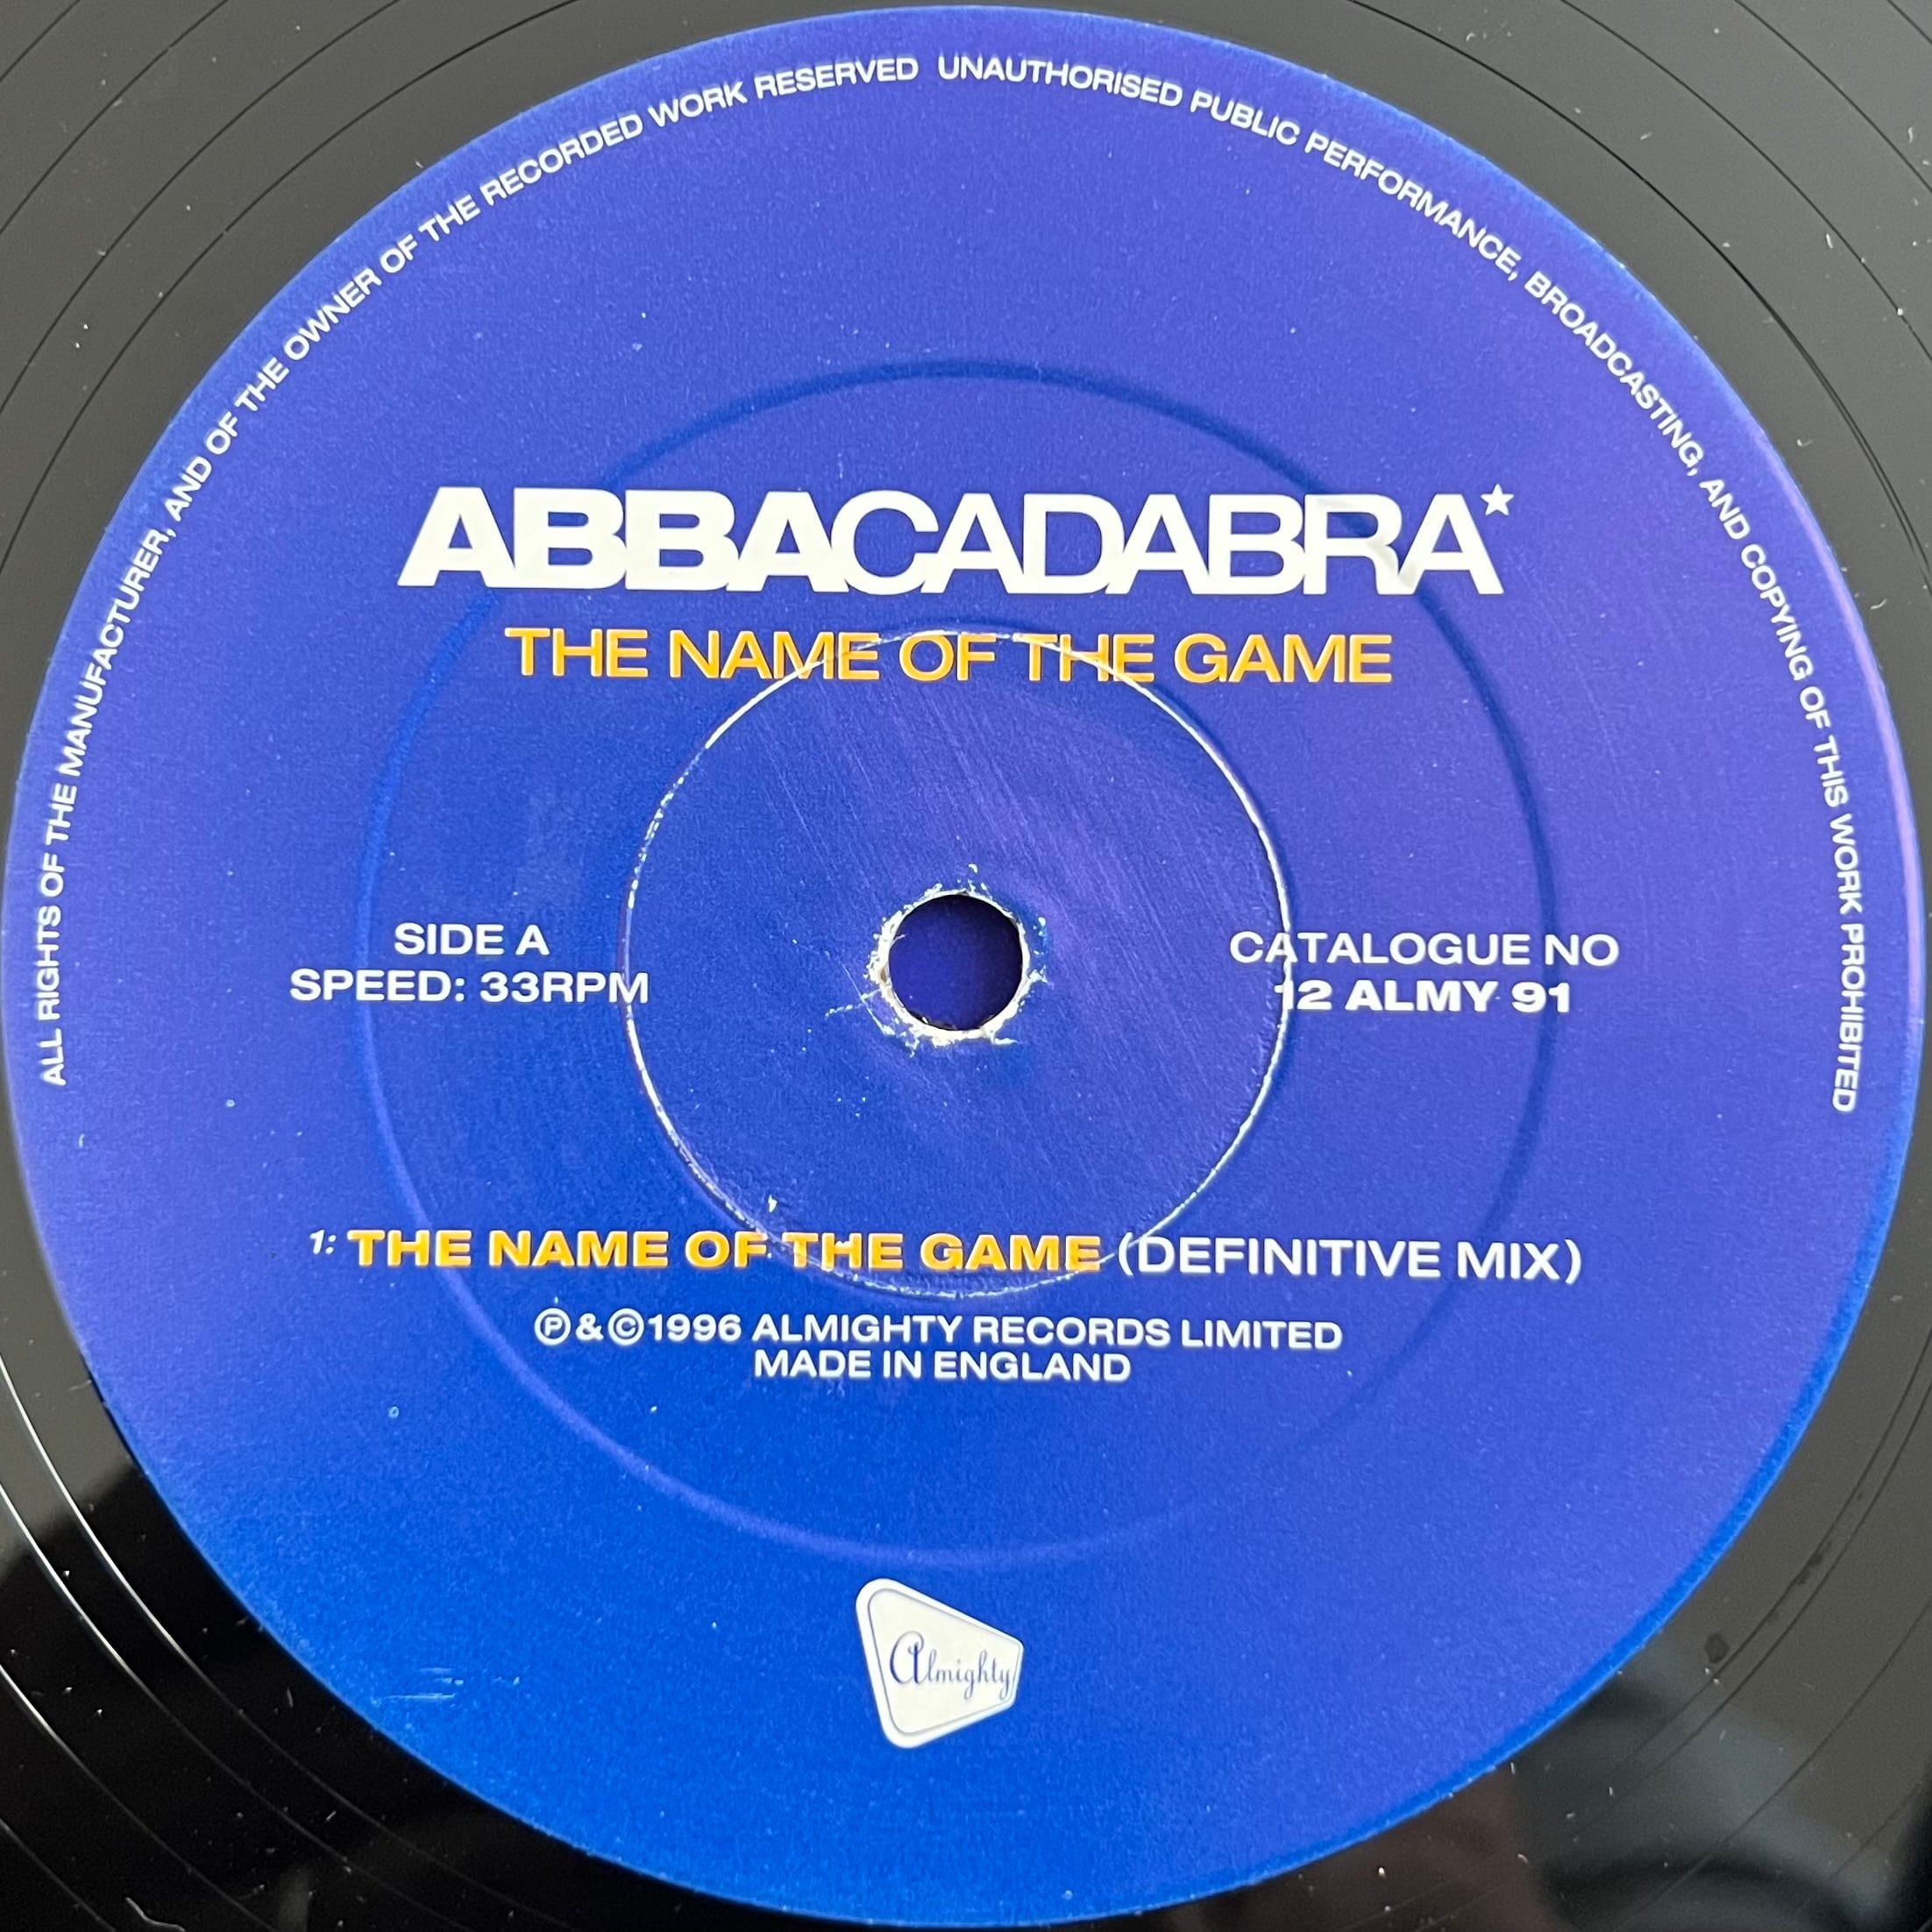 ALL RIGHTS OF THE MANUFACTURER, AND OF THE OWNER OF THE RECORDED WORK RESERVED UNAUTHORISED PUBLIC PERFORMANCE, BROADCASTING, AND COPYING OF THIS WORK PROHIBITED
ABBACADABRA*
THE NAME OF THE GAME
SIDE A
SPEED: 33RPM
CATALOGUE NO
12 ALMY 91
1: THE NAME OF THE GAME (DEFINITIVE MIX)
℗ & © 1996 ALMIGHTY RECORDS LIMITED
MADE IN ENGLAND
Almighty